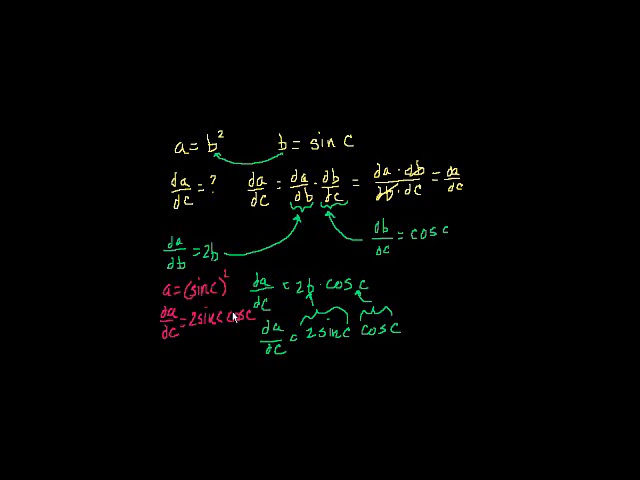 a = b² b = sin c
da/dc = ? da/dc = da/db · db/dc = da · db/db · dc = da/dc
da/db = 2b db/dc = cos c
a = (sin c)² da/dc = 2b · cos c
da/dc = 2 sin c cos c da/dc = 2 sin c cos c